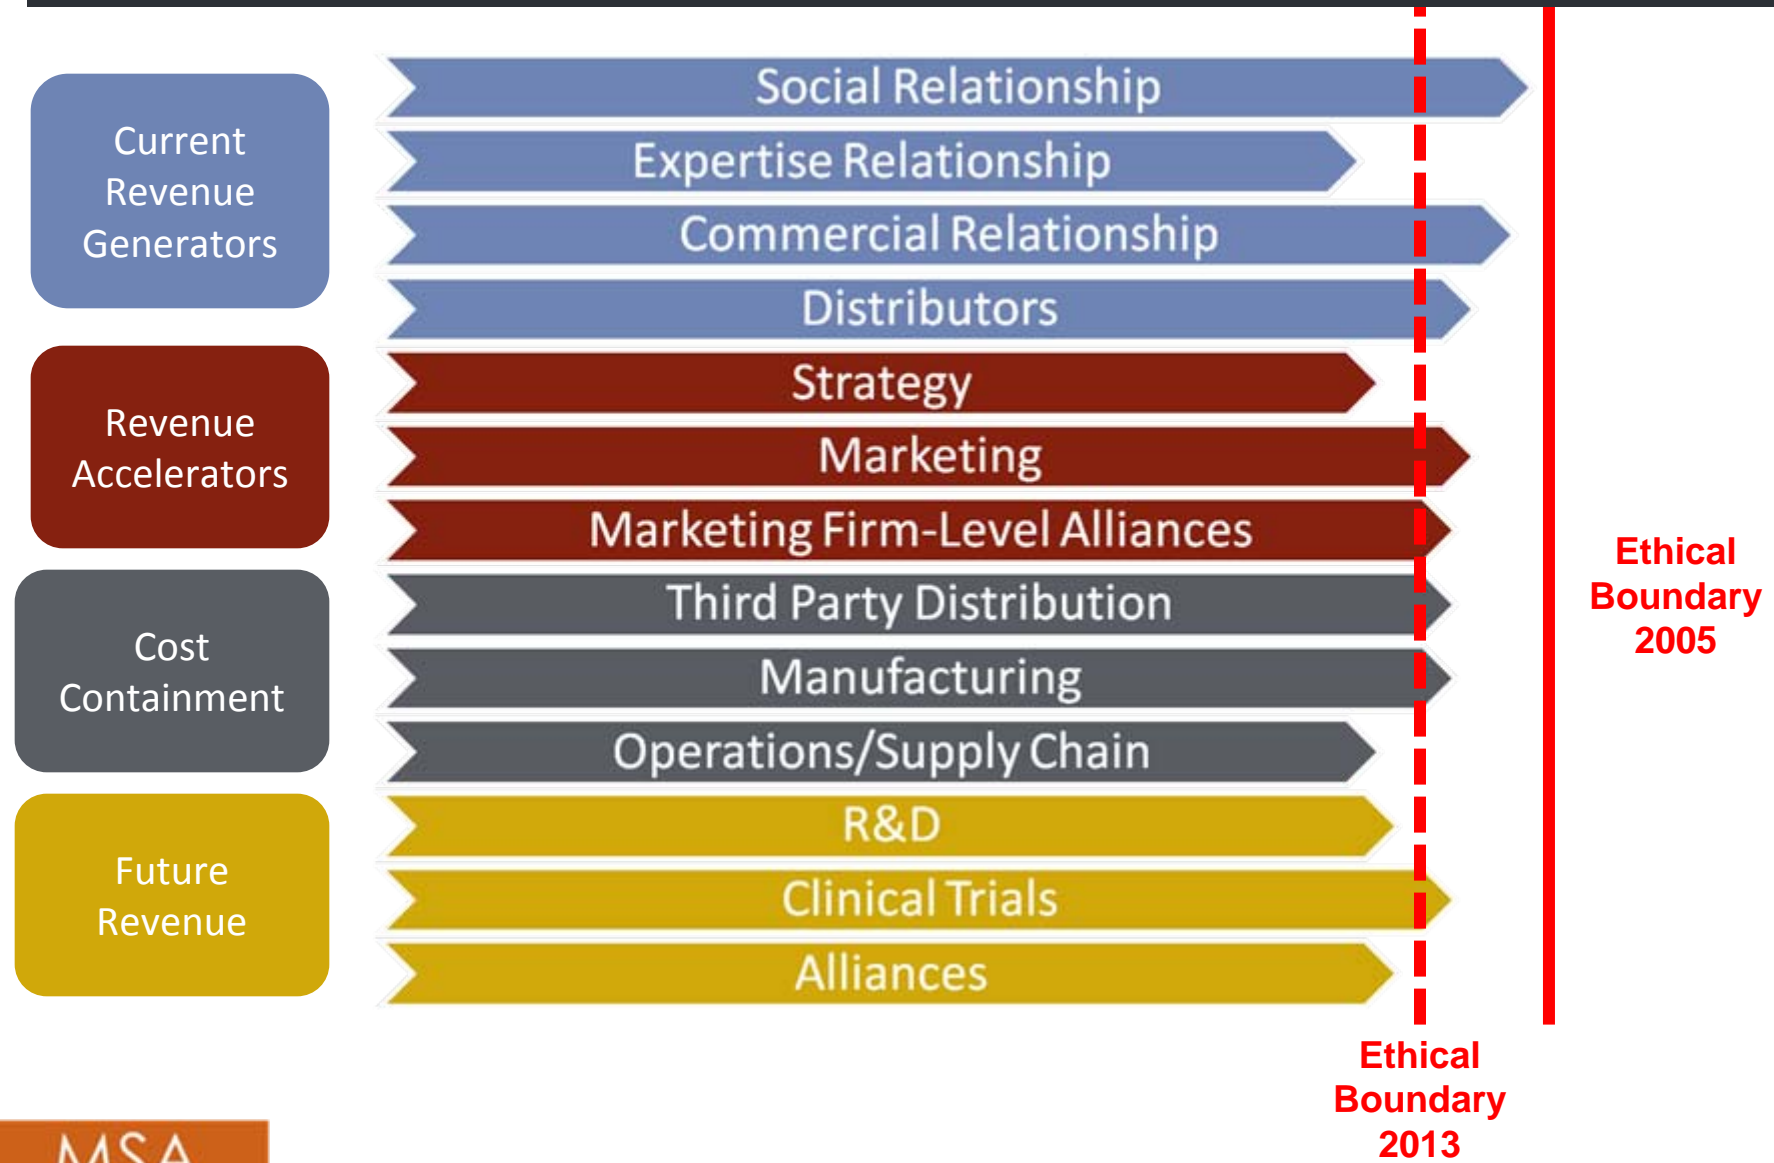 Current
Revenue
Generators
Social Relationship
Expertise Relationship
Commercial Relationship
Distributors
Revenue
Accelerators
Strategy
Marketing
Marketing Firm-Level Alliances
Cost
Containment
Third Party Distribution
Manufacturing
Operations/Supply Chain
Future
Revenue
R&D
Clinical Trials
Alliances
Ethical
Boundary
2005
Ethical
Boundary
2013
MSA